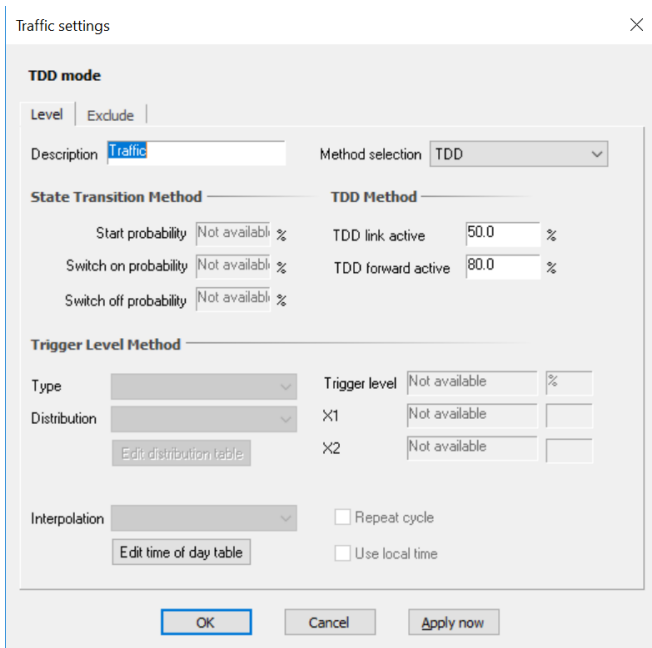 Traffic settings
TDD mode
Level Exclude
Description Traffic Method selection TDD
State Transition Method TDD Method
Start probability Not availabl % TDD link active 50.0 %
Switch on probability Not availabl % TDD forward active 80.0 %
Switch off probability Not availabl %
Trigger Level Method
Type Trigger level Not available %
Distribution X1 Not available
Edit distribution table X2 Not available
Interpolation Repeat cycle
Edit time of day table Use local time
OK Cancel Apply now